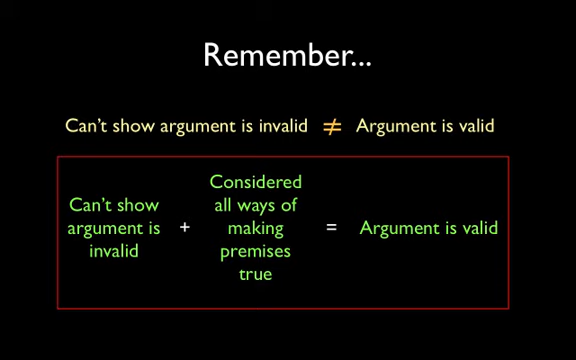 Remember...
Can't show argument is invalid ≠ Argument is valid
Can't show
argument is
invalid
+
Considered
all ways of
making
premises
true
=
Argument is valid